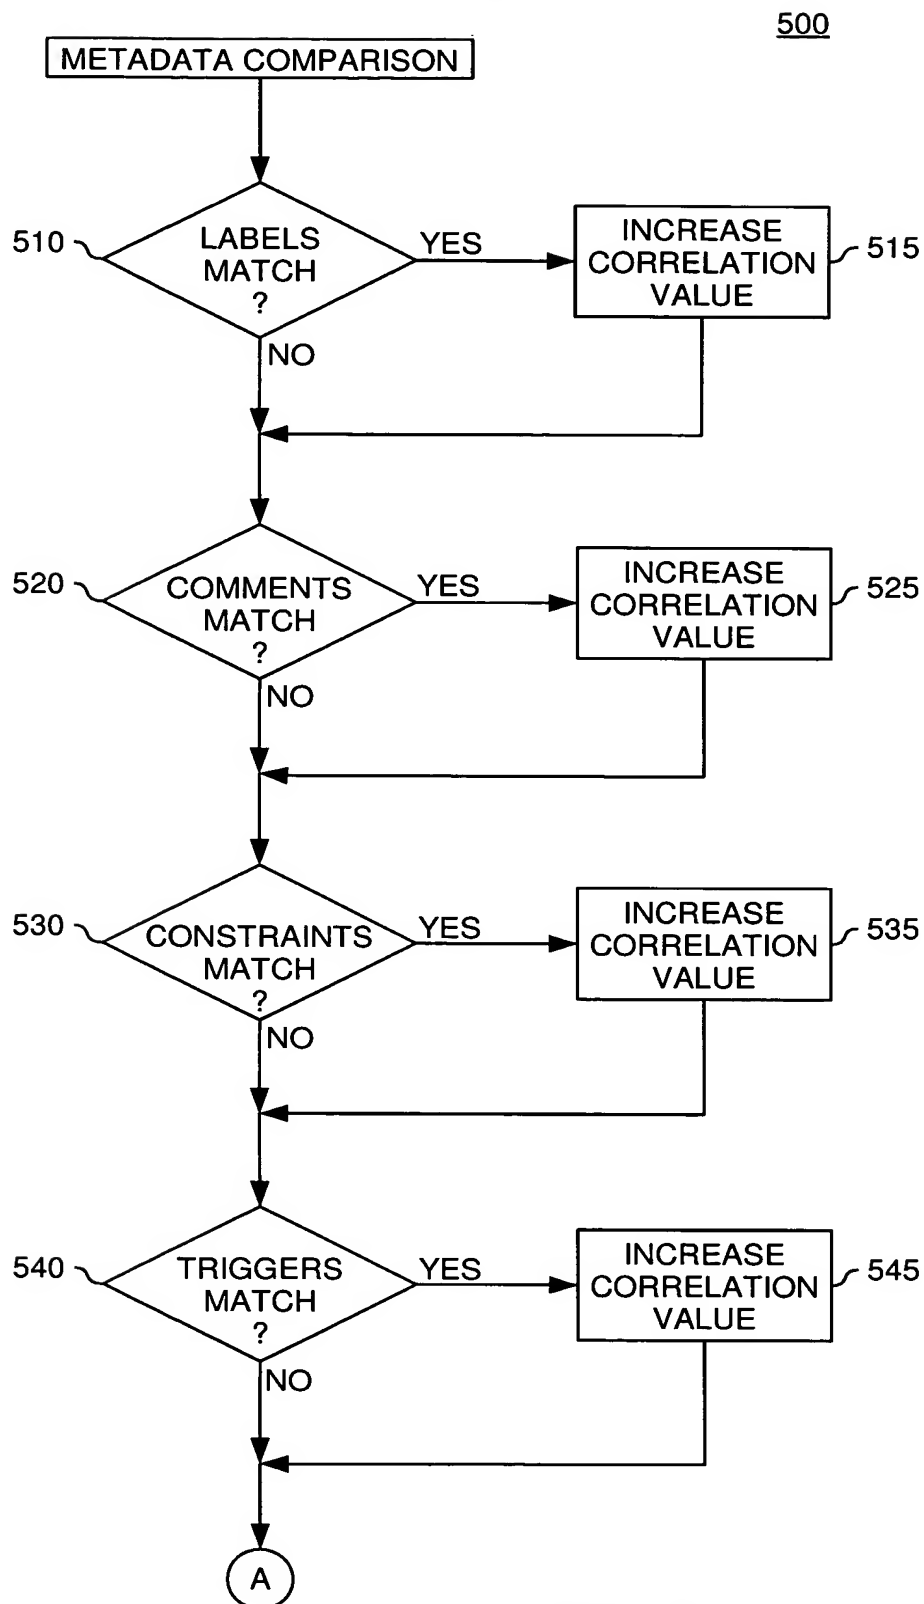 500
METADATA COMPARISON
510
LABELS
MATCH
?
YES
INCREASE
CORRELATION
VALUE
515
NO
520
COMMENTS
MATCH
?
YES
INCREASE
CORRELATION
VALUE
525
NO
530
CONSTRAINTS
MATCH
?
YES
INCREASE
CORRELATION
VALUE
535
NO
540
TRIGGERS
MATCH
?
YES
INCREASE
CORRELATION
VALUE
545
NO
A